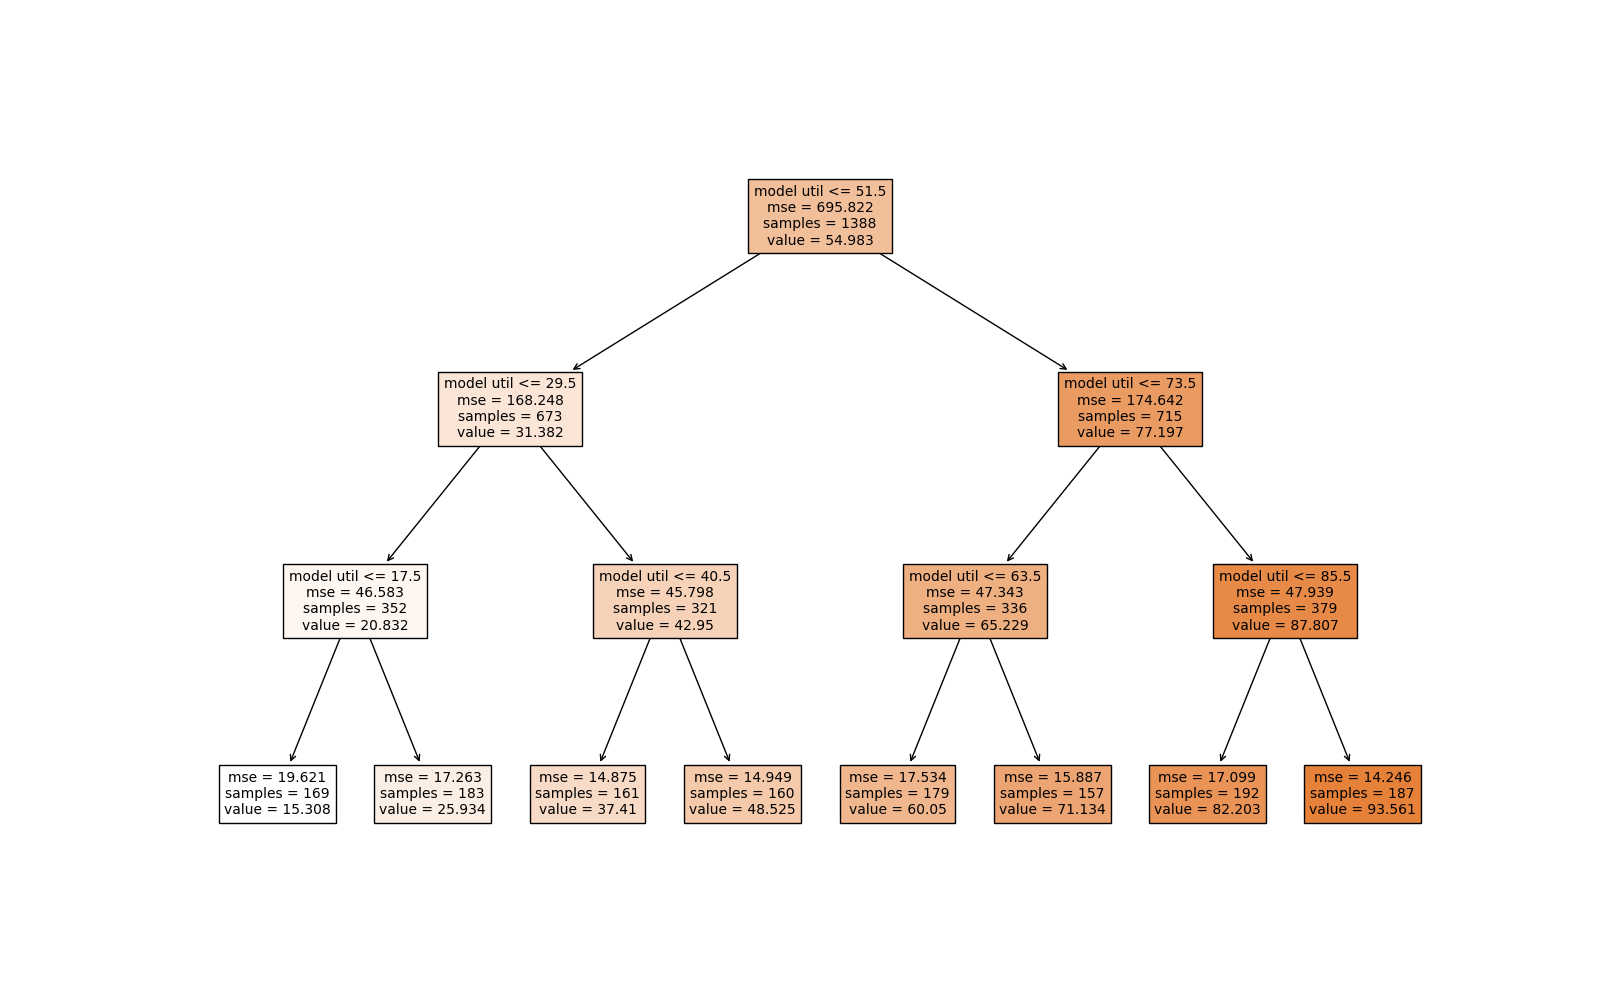 model util <= 51.5
mse = 695.822
samples = 1388
value = 54.983
model util <= 29.5
mse = 168.248
samples = 673
value = 31.382
model util <= 73.5
mse = 174.642
samples = 715
value = 77.197
model util <= 17.5
mse = 46.583
samples = 352
value = 20.832
model util <= 40.5
mse = 45.798
samples = 321
value = 42.95
model util <= 63.5
mse = 47.343
samples = 336
value = 65.229
model util <= 85.5
mse = 47.939
samples = 379
value = 87.807
mse = 19.621
samples = 169
value = 15.308
mse = 17.263
samples = 183
value = 25.934
mse = 14.875
samples = 161
value = 37.41
mse = 14.949
samples = 160
value = 48.525
mse = 17.534
samples = 179
value = 60.05
mse = 15.887
samples = 157
value = 71.134
mse = 17.099
samples = 192
value = 82.203
mse = 14.246
samples = 187
value = 93.561